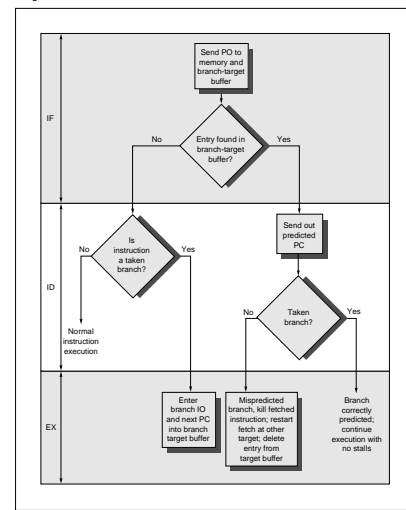 IF
Send PO to
memory and
branch-target
buffer
No
Entry found in
branch-target
buffer?
Yes
ID
No
Is
instruction
a taken
branch?
Yes
Send out
predicted
PC
Normal
instruction
execution
No
Taken
branch?
Yes
EX
Enter
branch IO
and next PC
into branch
target buffer
Mispredicted
branch, kill fetched
instruction; restart
fetch at other
target; delete
entry from
target buffer
Branch
correctly
predicted;
continue
execution with
no stalls